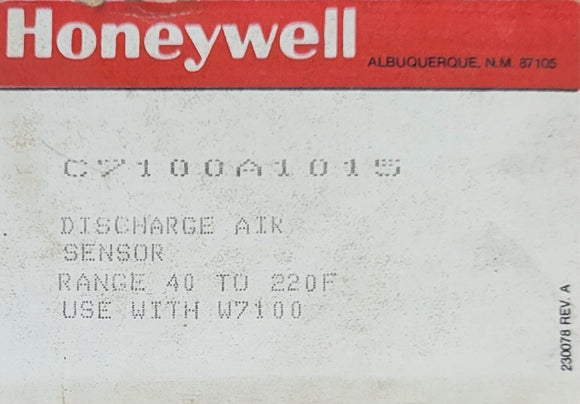 Honeywell
ALBUQUERQUE, N.M. 87105
C7100A1015
DISCHARGE AIR
SENSOR
RANGE 40 TO 220F
USE WITH W7100
230078 REV. A